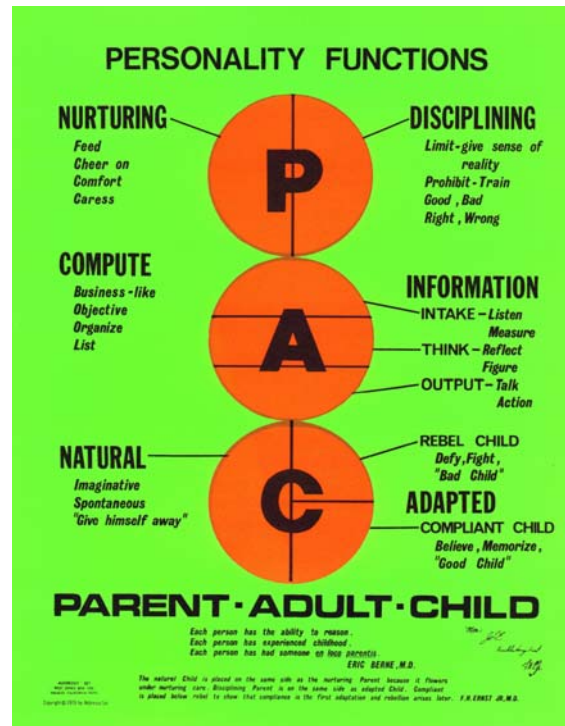 PERSONALITY FUNCTIONS
NURTURING
Feed
Cheer on
Comfort
Caress
P
DISCIPLINING
Limit-give sense of
reality
Prohibit-Train
Good, Bad
Right, Wrong
COMPUTE
Business-like
Objective
Organize
List
A
INFORMATION
INTAKE-Listen
Measure
THINK-Reflect
Figure
OUTPUT-Talk
Action
NATURAL
Imaginative
Spontaneous
"Give himself away"
C
REBEL CHILD
Defy, Fight,
"Bad Child"
ADAPTED
COMPLIANT CHILD
Believe, Memorize,
"Good Child"
PARENT·ADULT·CHILD
Each person has the ability to reason.
Each person has experienced childhood.
Each person has had someone in loco parentis.
ERIC BERNE, M.D.
The natural Child is placed on the same side as the nurturing Parent because it flowers
under nurturing care. Disciplining Parent is on the same side as adapted Child. Compliant
is placed below rebel to show that compliance is the first adaptation and rebellion arises later. F.H. ERNST JR, M.D.